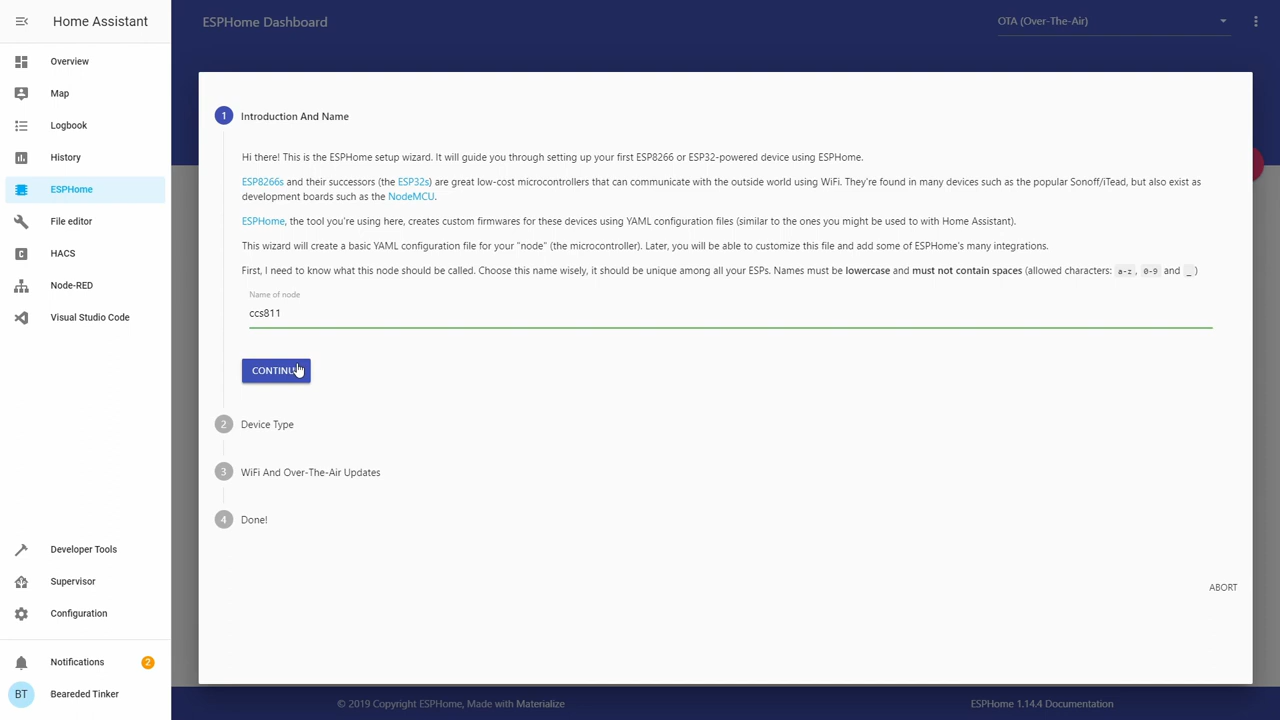 Home Assistant
ESPHome Dashboard
OTA (Over-The-Air)
Overview
Map
Logbook
History
ESPHome
File editor
HACS
Node-RED
Visual Studio Code
Developer Tools
Supervisor
Configuration
Notifications
2
BT
Bearded Tinker
1
Introduction And Name
Hi there! This is the ESPHome setup wizard. It will guide you through setting up your first ESP8266 or ESP32-powered device using ESPHome.
ESP8266s and their successors (the ESP32s) are great low-cost microcontrollers that can communicate with the outside world using WiFi. They're found in many devices such as the popular Sonoff/iTead, but also exist as
development boards such as the NodeMCU.
ESPHome, the tool you're using here, creates custom firmwares for these devices using YAML configuration files (similar to the ones you might be used to with Home Assistant).
This wizard will create a basic YAML configuration file for your "node" (the microcontroller). Later, you will be able to customize this file and add some of ESPHome's many integrations.
First, I need to know what this node should be called. Choose this name wisely, it should be unique among all your ESPs. Names must be lowercase and must not contain spaces (allowed characters: a-z, 0-9 and _)
Name of node
ccs811
CONTINU
2
Device Type
3
WiFi And Over-The-Air Updates
4
Done!
ABORT
© 2019 Copyright ESPHome, Made with Materialize
ESPHome 1.14.4 Documentation